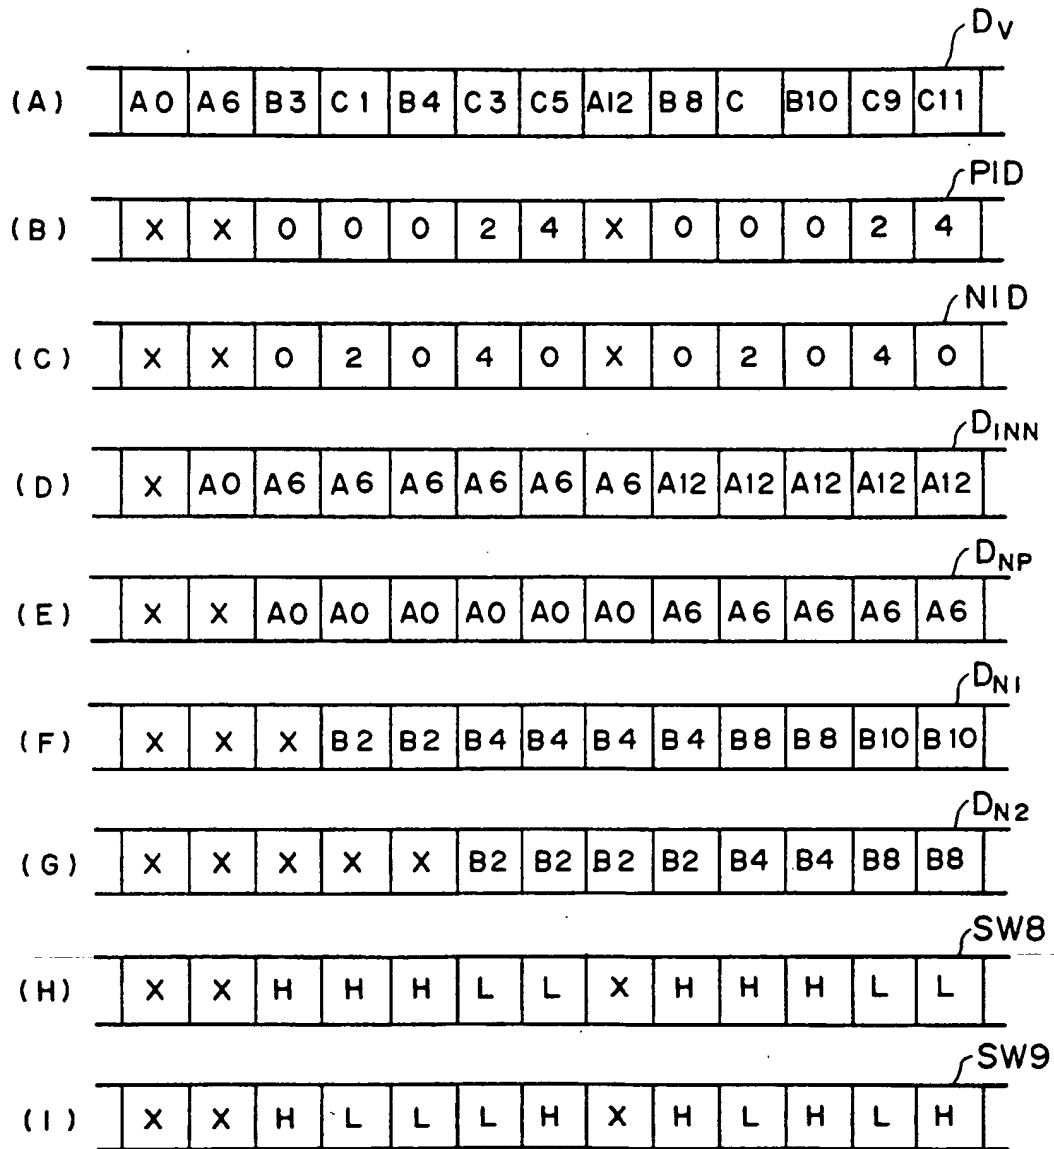 DV
(A) A0 A6 B3 C1 B4 C3 C5 A12 B8 C B10 C9 C11
PID
(B) X X 0 0 0 2 4 X 0 0 0 2 4
NID
(C) X X 0 2 0 4 0 X 0 2 0 4 0
DINN
(D) X A0 A6 A6 A6 A6 A6 A6 A12 A12 A12 A12 A12
DNP
(E) X X A0 A0 A0 A0 A0 A0 A6 A6 A6 A6 A6
DN1
(F) X X X B2 B2 B4 B4 B4 B4 B8 B8 B10 B10
DN2
(G) X X X X X B2 B2 B2 B2 B4 B4 B8 B8
SW8
(H) X X H H H L L X H H H L L
SW9
(I) X X H L L L H X H L H L H